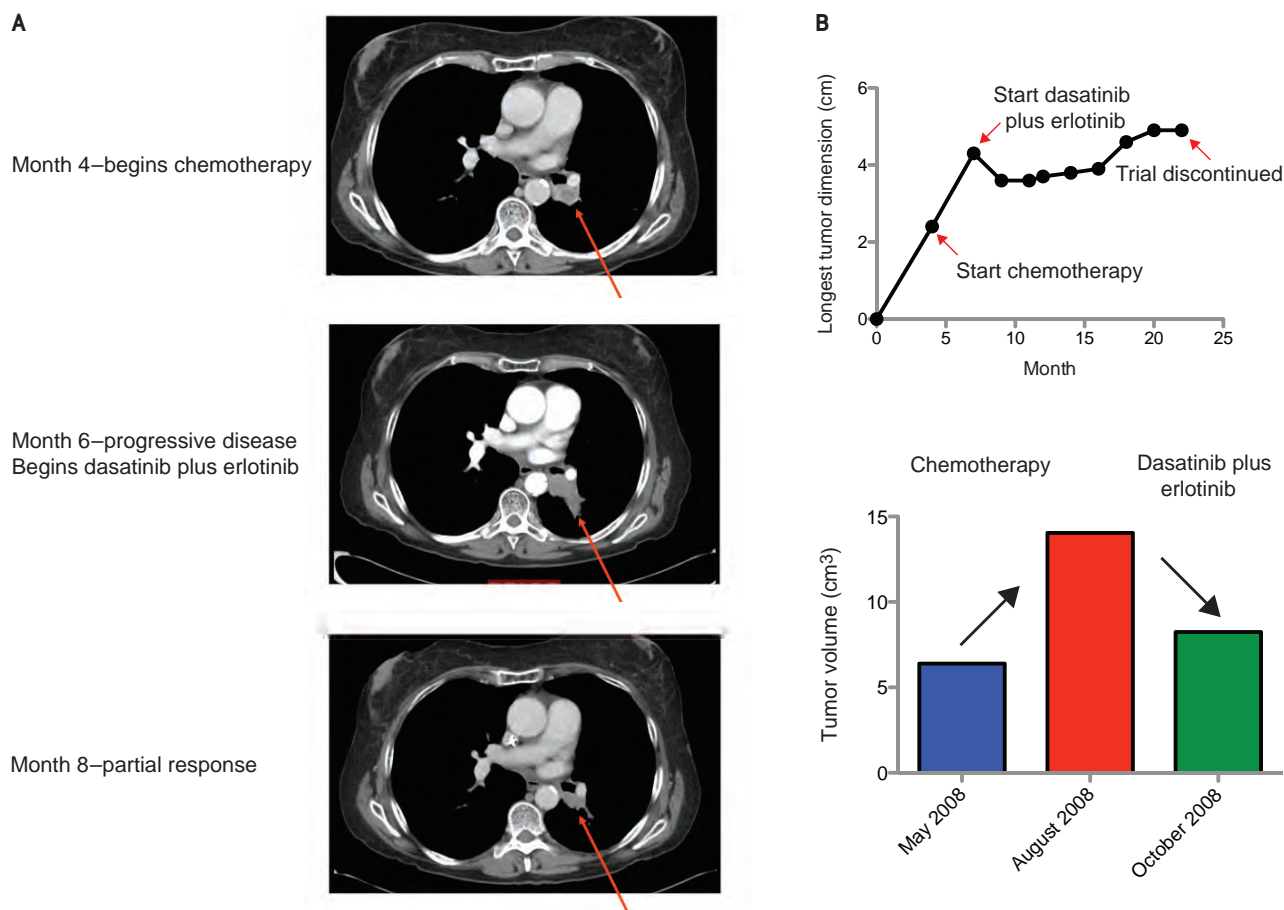 A
Month 4–begins chemotherapy
Month 6–progressive disease
Begins dasatinib plus erlotinib
Month 8–partial response
B
Longest tumor dimension (cm)
6
4
2
0
Start dasatinib
plus erlotinib
Trial discontinued
Start chemotherapy
0 5 10 15 20 25
Month
Chemotherapy
Dasatinib plus
erlotinib
Tumor volume (cm3)
15
10
5
0
May 2008
August 2008
October 2008